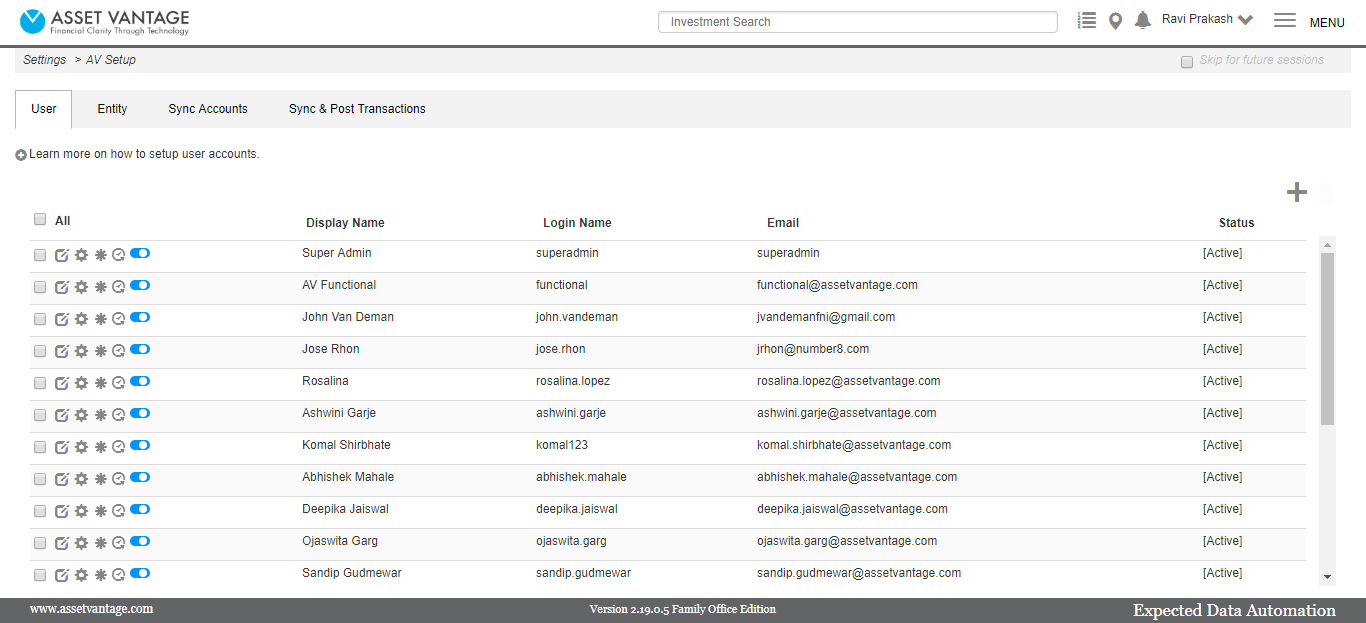 ASSET VANTAGE
Financial Clarity Through Technology
Investment Search
Ravi Prakash
MENU
Settings > AV Setup
Skip for future sessions
User Entity Sync Accounts Sync & Post Transactions
Learn more on how to setup user accounts.
All Display Name Login Name Email Status
Super Admin superadmin superadmin [Active]
AV Functional functional functional@assetvantage.com [Active]
John Van Deman john.vandeman jvandemanfni@gmail.com [Active]
Jose Rhon jose.rhon jrhon@number8.com [Active]
Rosalina rosalina.lopez rosalina.lopez@assetvantage.com [Active]
Ashwini Garje ashwini.garje ashwini.garje@assetvantage.com [Active]
Komal Shirbhate komal123 komal.shirbhate@assetvantage.com [Active]
Abhishek Mahale abhishek.mahale abhishek.mahale@assetvantage.com [Active]
Deepika Jaiswal deepika.jaiswal deepika.jaiswal@assetvantage.com [Active]
Ojaswita Garg ojaswita.garg ojaswita.garg@assetvantage.com [Active]
Sandip Gudmewar sandip.gudmewar sandip.gudmewar@assetvantage.com [Active]
www.assetvantage.com Version 2.19.0.5 Family Office Edition Expected Data Automation